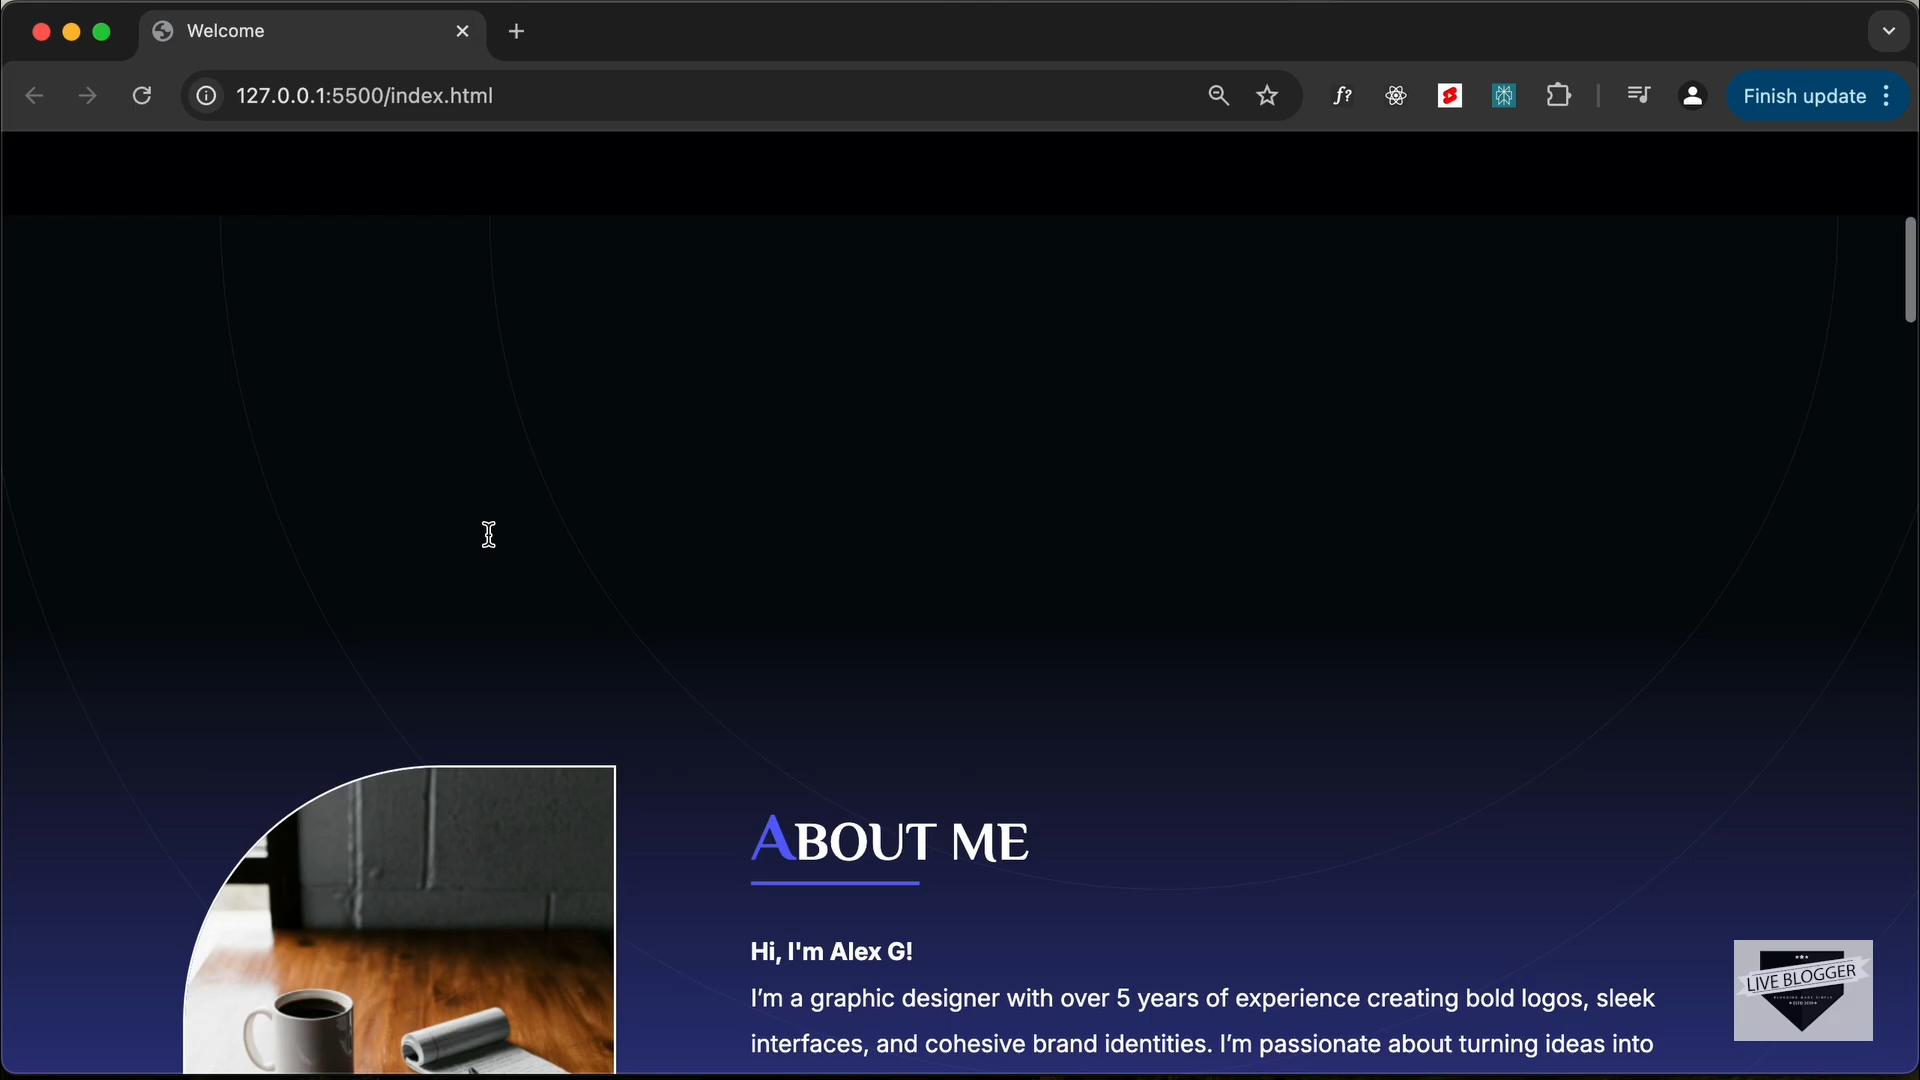 Welcome
127.0.0.1:5500/index.html
f?
Finish update
ABOUT ME
Hi, I'm Alex G!
I’m a graphic designer with over 5 years of experience creating bold logos, sleek
interfaces, and cohesive brand identities. I’m passionate about turning ideas into
LIVE BLOGGER